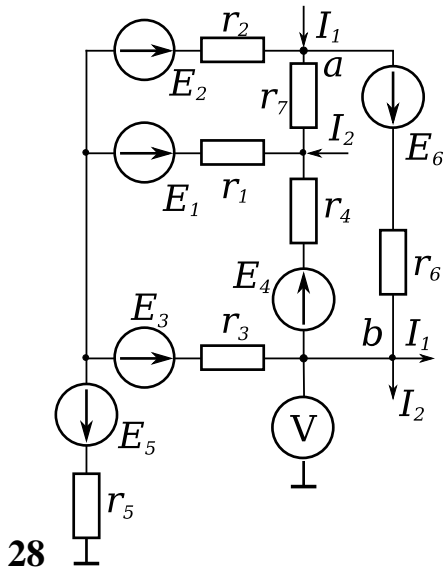 r₂ I₁
E₂ a
r₇ E₆
I₂
E₁ r₁
r₄
E₄ r₆
E₃ r₃ b I₁
I₂
E₅ V
r₅
28